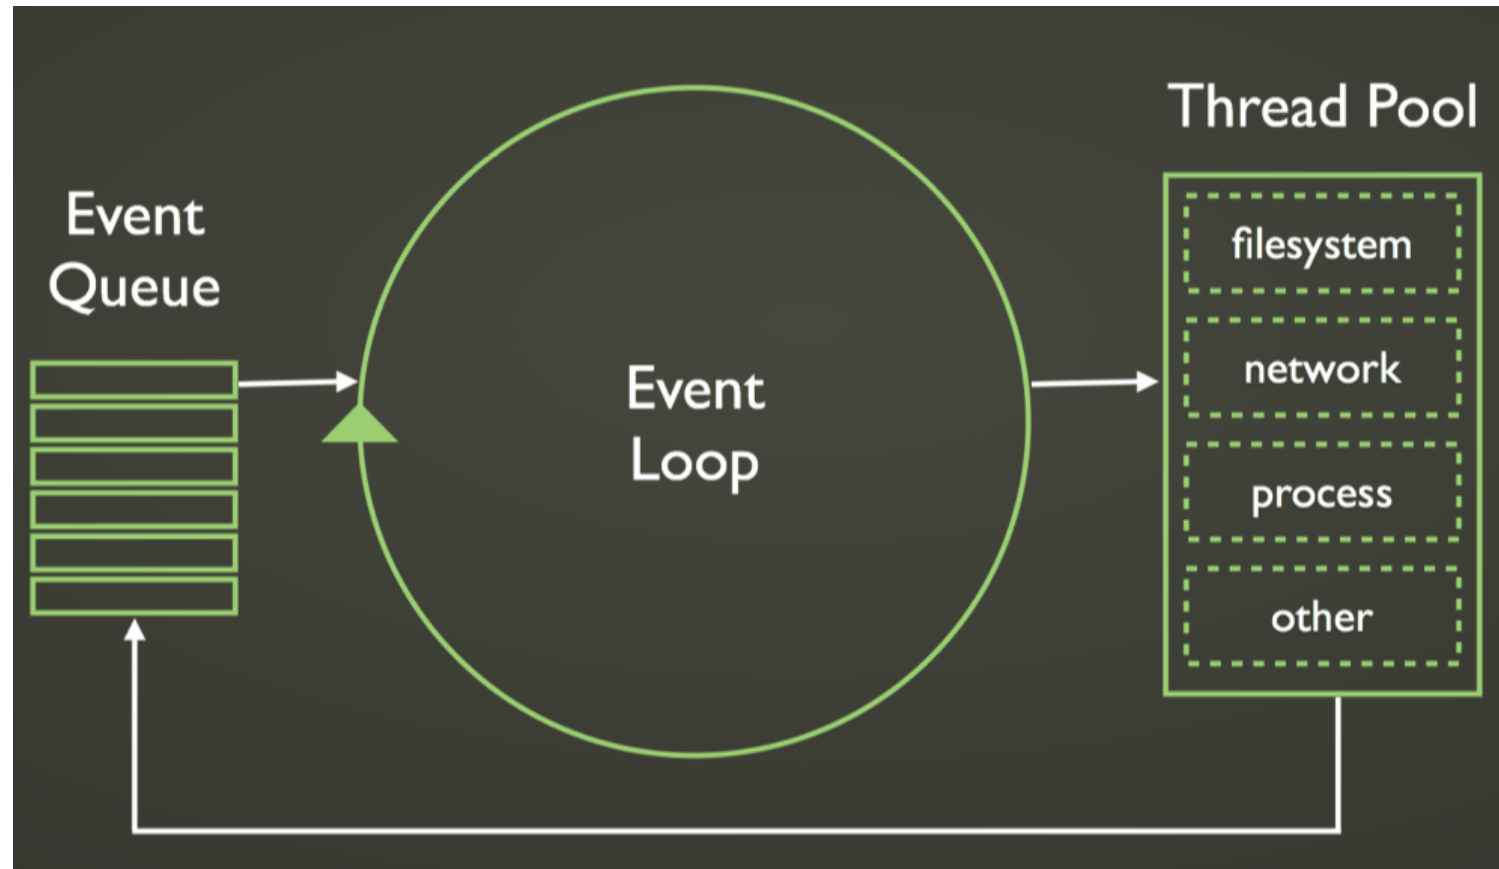 Event
Queue
Event
Loop
Thread Pool
filesystem
network
process
other